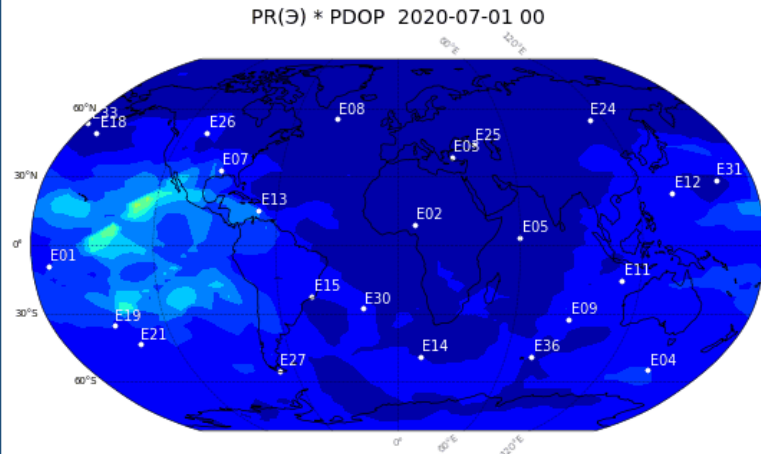 PR(Э) * PDOP 2020-07-01 00
60°E 120°E
60°N
E33
E18
E26
E08
E25
E24
E03
E07
30°N
E31
E12
E13
E02
E05
0°
E01
E11
E15
E30
E09
30°S
E19
E21
E14
E36
E27
E04
60°S
0° 60°E 120°E